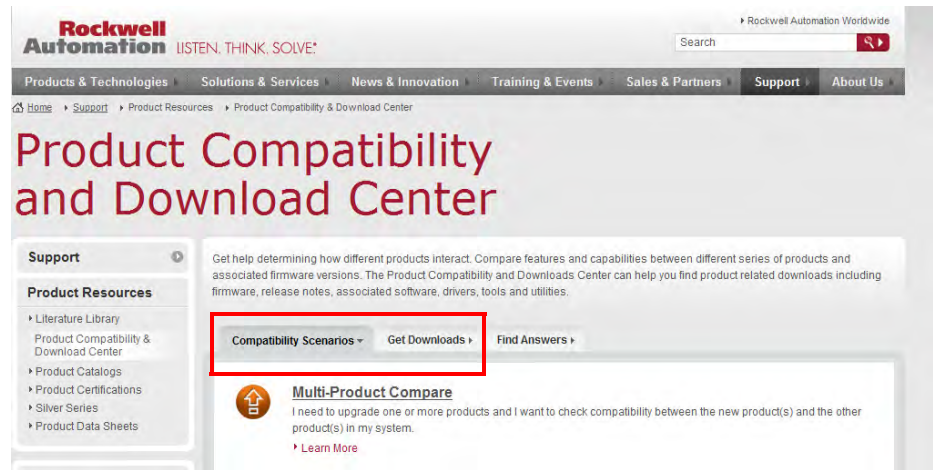 Rockwell
Automation LISTEN. THINK. SOLVE.®
Rockwell Automation Worldwide
Search
Products & Technologies
Solutions & Services
News & Innovation
Training & Events
Sales & Partners
Support
About Us
Home
Support
Product Resources
Product Compatibility & Download Center
Product Compatibility
and Download Center
Support
Product Resources
Literature Library
Product Compatibility &
Download Center
Product Catalogs
Product Certifications
Silver Series
Product Data Sheets
Get help determining how different products interact. Compare features and capabilities between different series of products and
associated firmware versions. The Product Compatibility and Downloads Center can help you find product related downloads including
firmware, release notes, associated software, drivers, tools and utilities.
Compatibility Scenarios
Get Downloads
Find Answers
Multi-Product Compare
I need to upgrade one or more products and I want to check compatibility between the new product(s) and the other
product(s) in my system.
Learn More